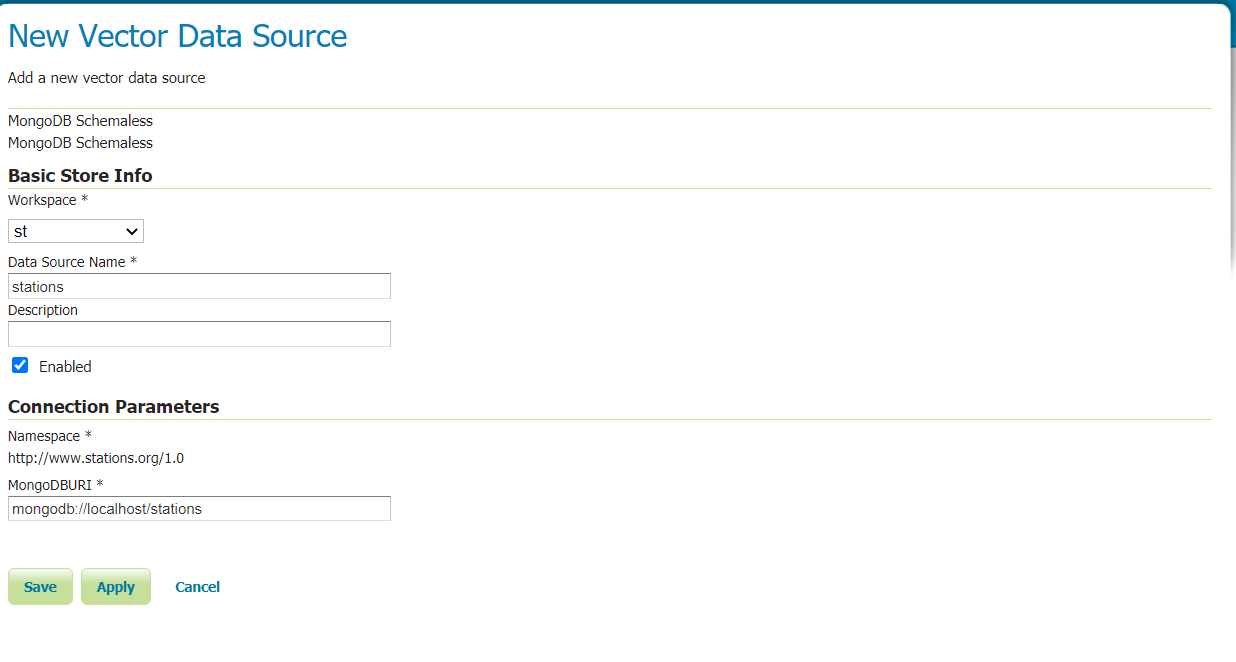 New Vector Data Source
Add a new vector data source
MongoDB Schemaless
MongoDB Schemaless
Basic Store Info
Workspace *
st
Data Source Name *
stations
Description
Enabled
Connection Parameters
Namespace *
http://www.stations.org/1.0
MongoDBURI *
mongodb://localhost/stations
Save Apply Cancel